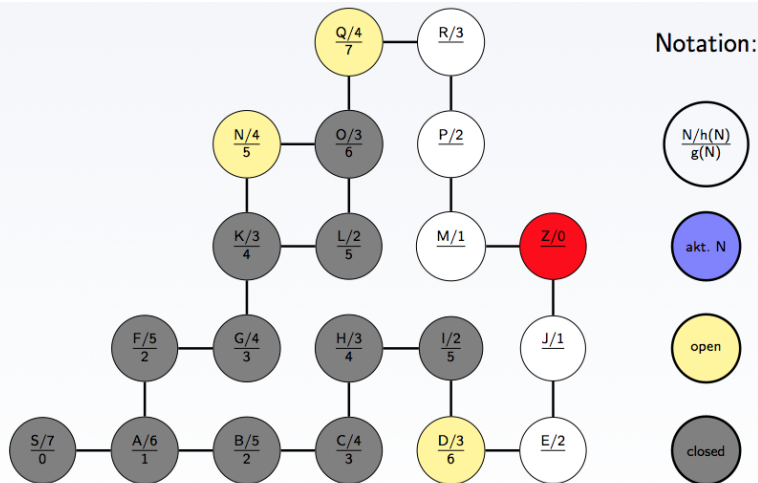 Q/4
7
R/3
Notation:
N/4
5
O/3
6
P/2
N/h(N)
g(N)
K/3
4
L/2
5
M/1
Z/0
akt. N
F/5
2
G/4
3
H/3
4
I/2
5
J/1
open
S/7
0
A/6
1
B/5
2
C/4
3
D/3
6
E/2
closed